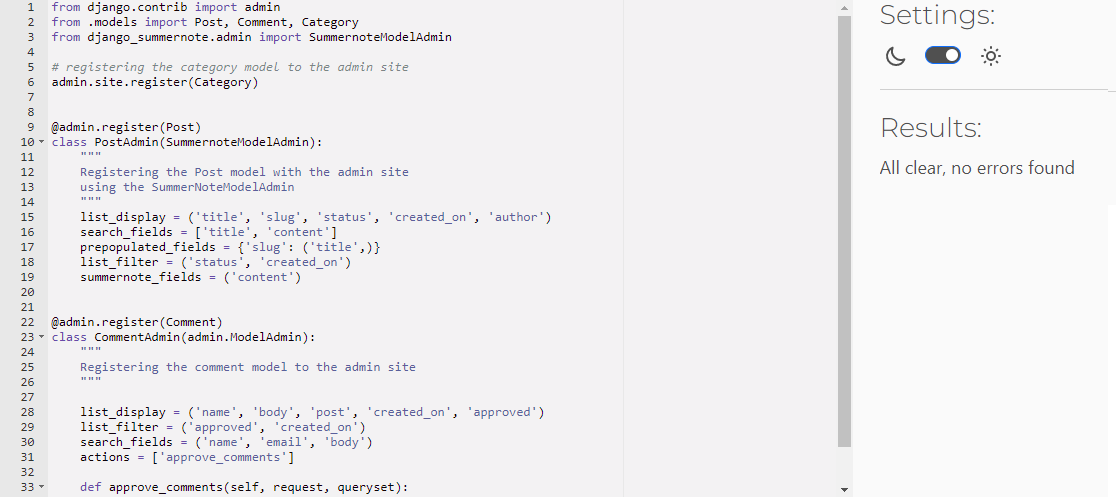 1 from django.contrib import admin
2 from .models import Post, Comment, Category
3 from django_summernote.admin import SummernoteModelAdmin
4
5 # registering the category model to the admin site
6 admin.site.register(Category)
7
8
9 @admin.register(Post)
10 class PostAdmin(SummernoteModelAdmin):
11     """
12     Registering the Post model with the admin site
13     using the SummerNoteModelAdmin
14     """
15     list_display = ('title', 'slug', 'status', 'created_on', 'author')
16     search_fields = ['title', 'content']
17     prepopulated_fields = {'slug': ('title',)}
18     list_filter = ('status', 'created_on')
19     summernote_fields = ('content')
20
21
22 @admin.register(Comment)
23 class CommentAdmin(admin.ModelAdmin):
24     """
25     Registering the comment model to the admin site
26     """
27
28     list_display = ('name', 'body', 'post', 'created_on', 'approved')
29     list_filter = ('approved', 'created_on')
30     search_fields = ('name', 'email', 'body')
31     actions = ['approve_comments']
32
33     def approve_comments(self, request, queryset):
Settings:
Results:
All clear, no errors found